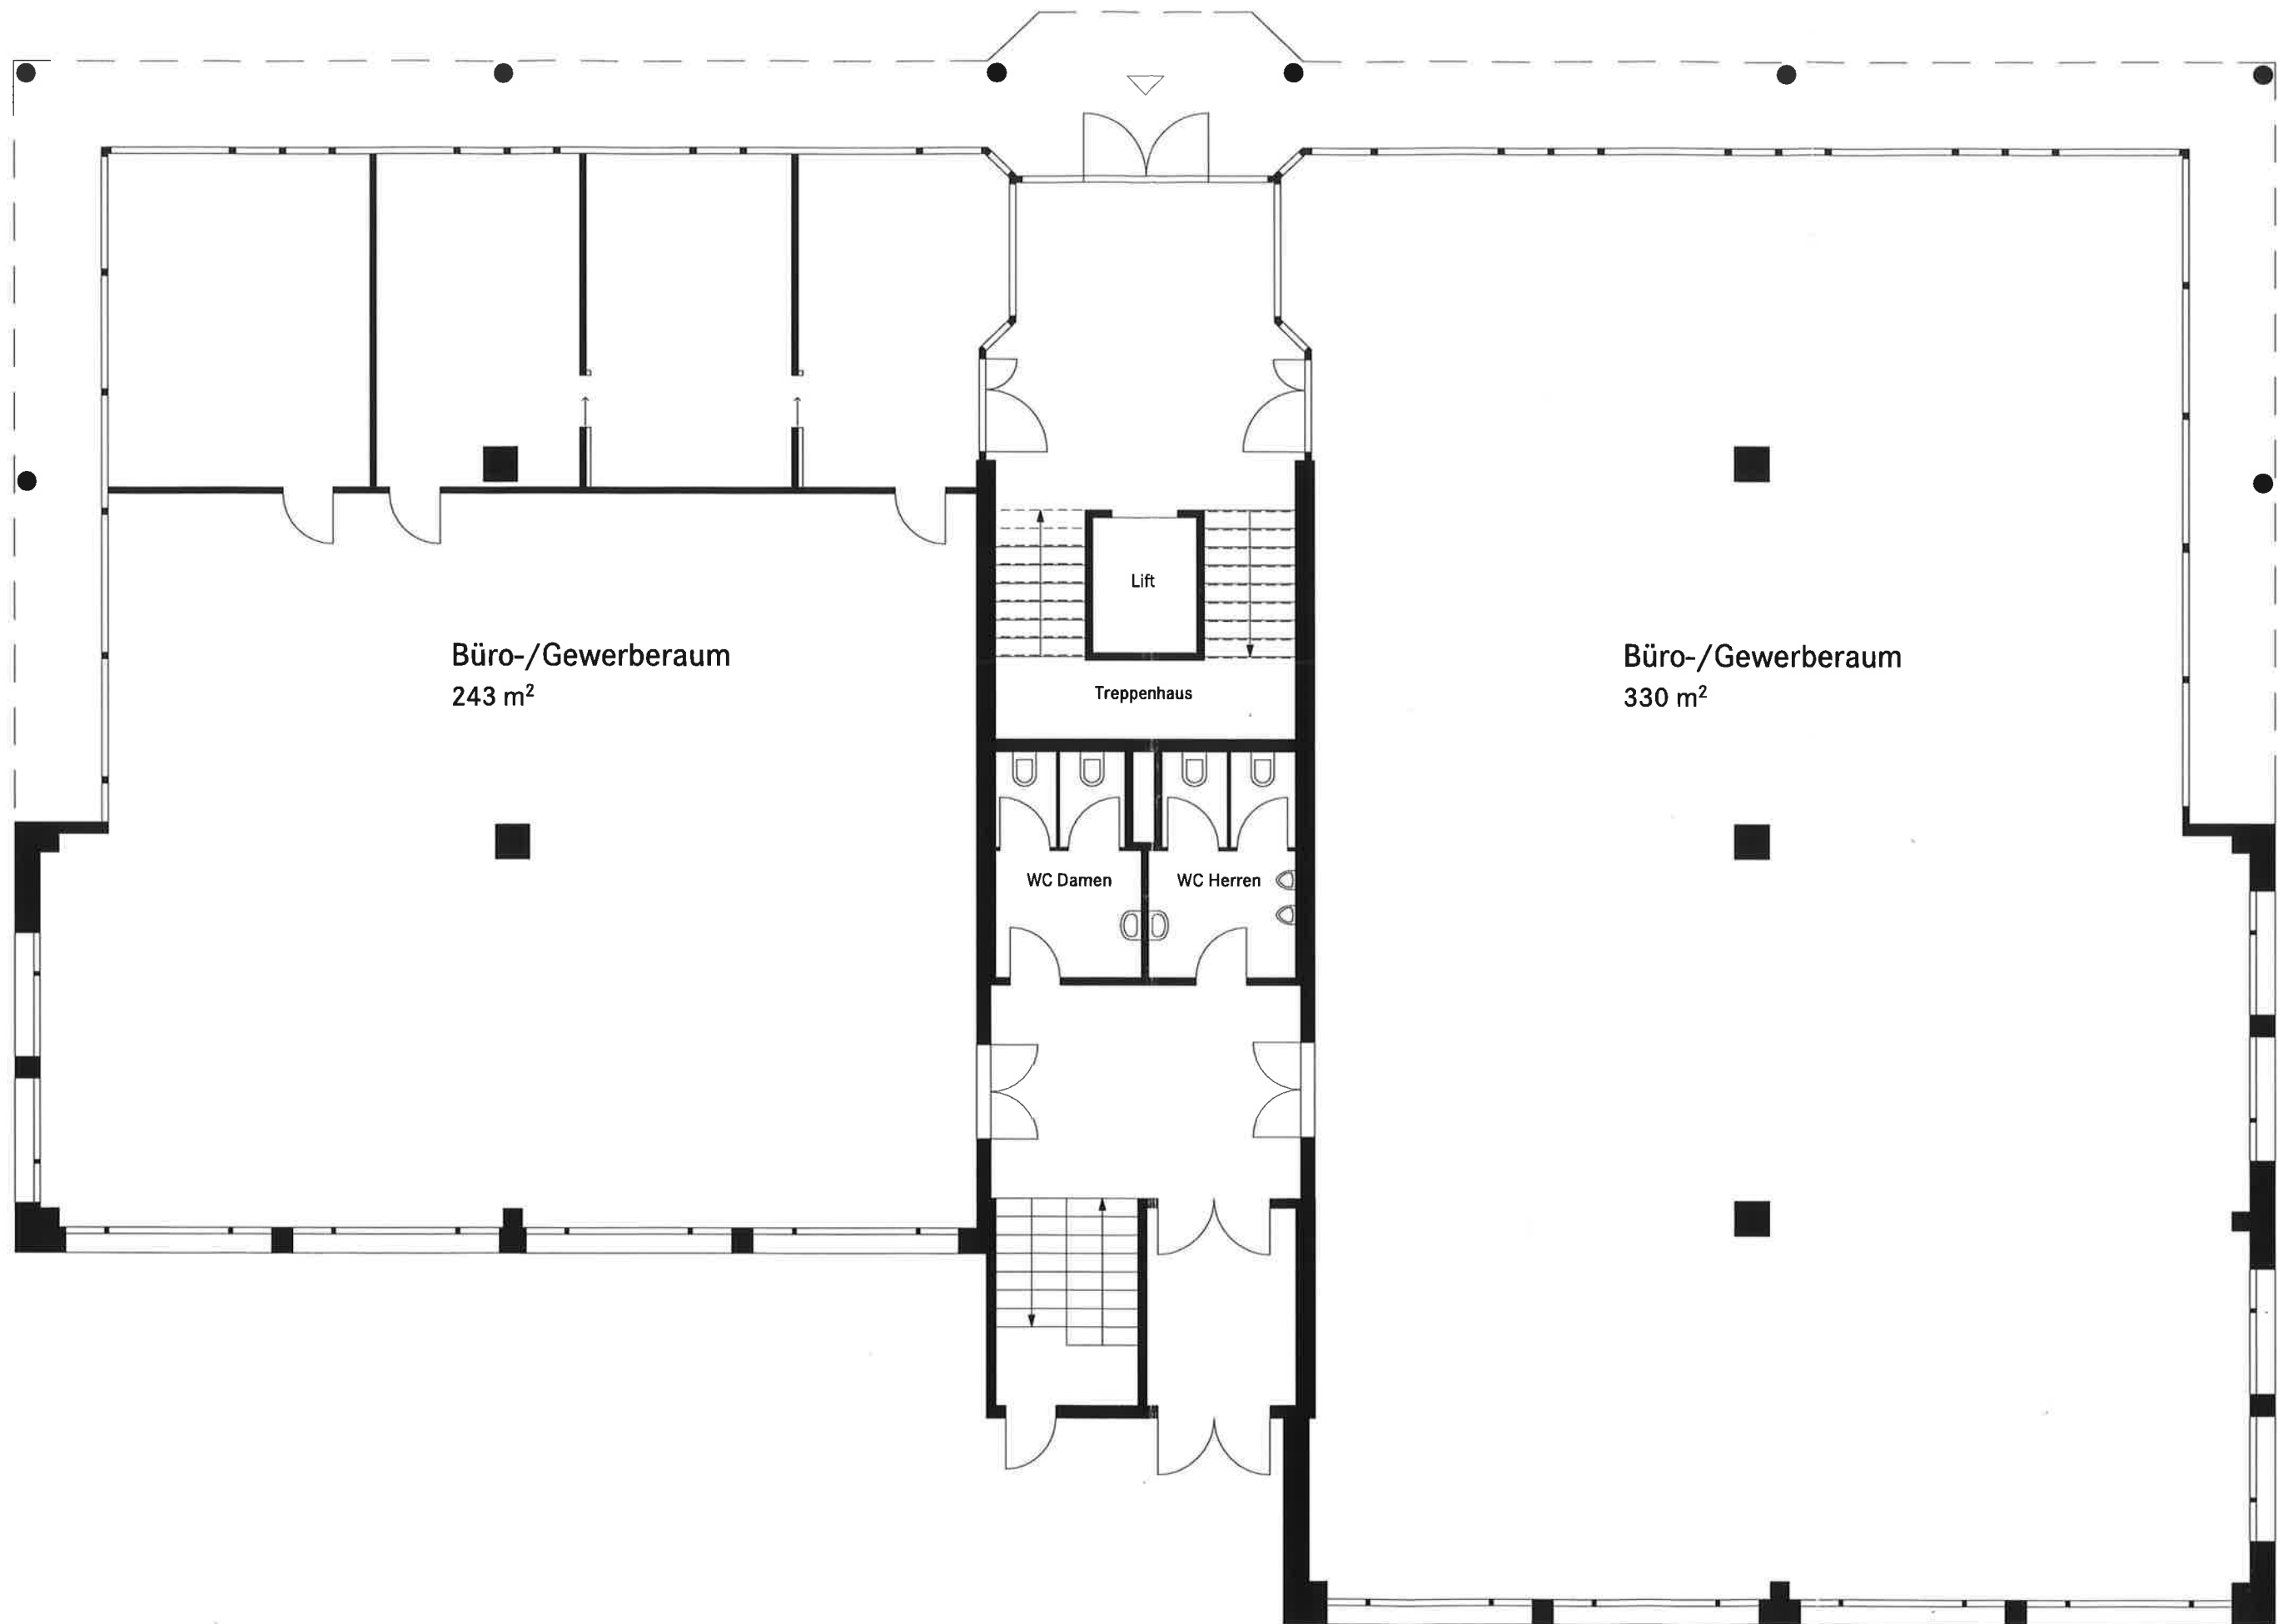 Lift
Büro-/Gewerberaum
243 m²
Büro-/Gewerberaum
330 m²
Treppenhaus
WC Damen
WC Herren